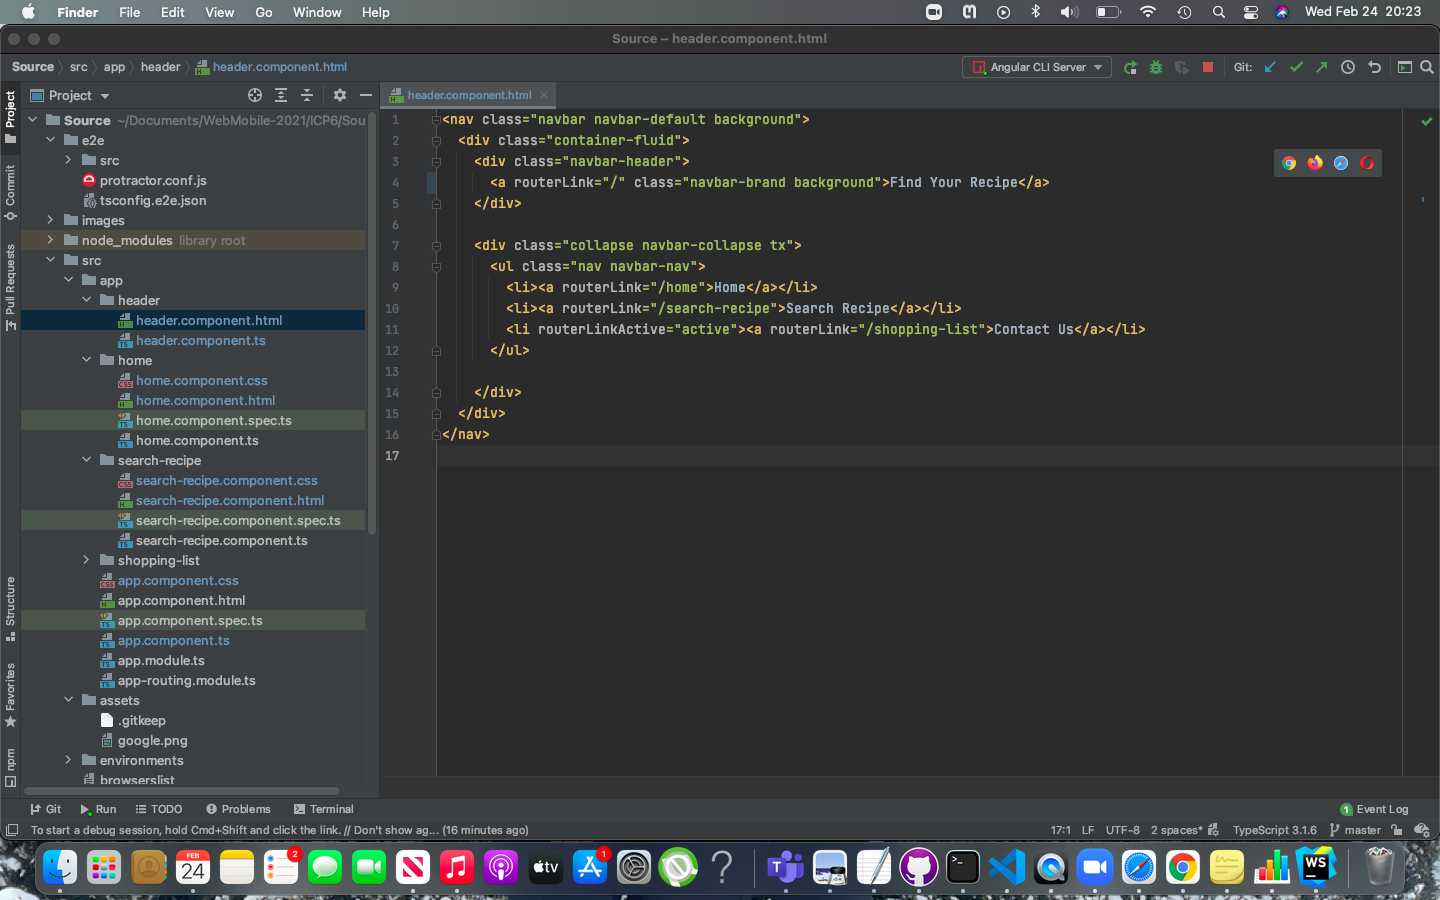 Finder File Edit View Go Window Help Wed Feb 24 20:23
Source – header.component.html
Source src app header header.component.html Angular CLI Server Git:
Project
header.component.html
Project
Commit
Pull Requests
Structure
Favorites
npm
Source ~/Documents/WebMobile-2021/ICP6/Sou
e2e
src
protractor.conf.js
tsconfig.e2e.json
images
node_modules library root
src
app
header
header.component.html
header.component.ts
home
home.component.css
home.component.html
home.component.spec.ts
home.component.ts
search-recipe
search-recipe.component.css
search-recipe.component.html
search-recipe.component.spec.ts
search-recipe.component.ts
shopping-list
app.component.css
app.component.html
app.component.spec.ts
app.component.ts
app.module.ts
app-routing.module.ts
assets
.gitkeep
google.png
environments
browserslist
1 <nav class="navbar navbar-default background">
2 <div class="container-fluid">
3 <div class="navbar-header">
4 <a routerLink="/" class="navbar-brand background">Find Your Recipe</a>
5 </div>
6
7 <div class="collapse navbar-collapse tx">
8 <ul class="nav navbar-nav">
9 <li><a routerLink="/home">Home</a></li>
10 <li><a routerLink="/search-recipe">Search Recipe</a></li>
11 <li routerLinkActive="active"><a routerLink="/shopping-list">Contact Us</a></li>
12 </ul>
13
14 </div>
15 </div>
16 </nav>
17
Git Run TODO Problems Terminal 1 Event Log
To start a debug session, hold Cmd+Shift and click the link. // Don't show ag... (16 minutes ago) 17:1 LF UTF-8 2 spaces* TypeScript 3.1.6 master
FEB
24
2
tv
1
WS